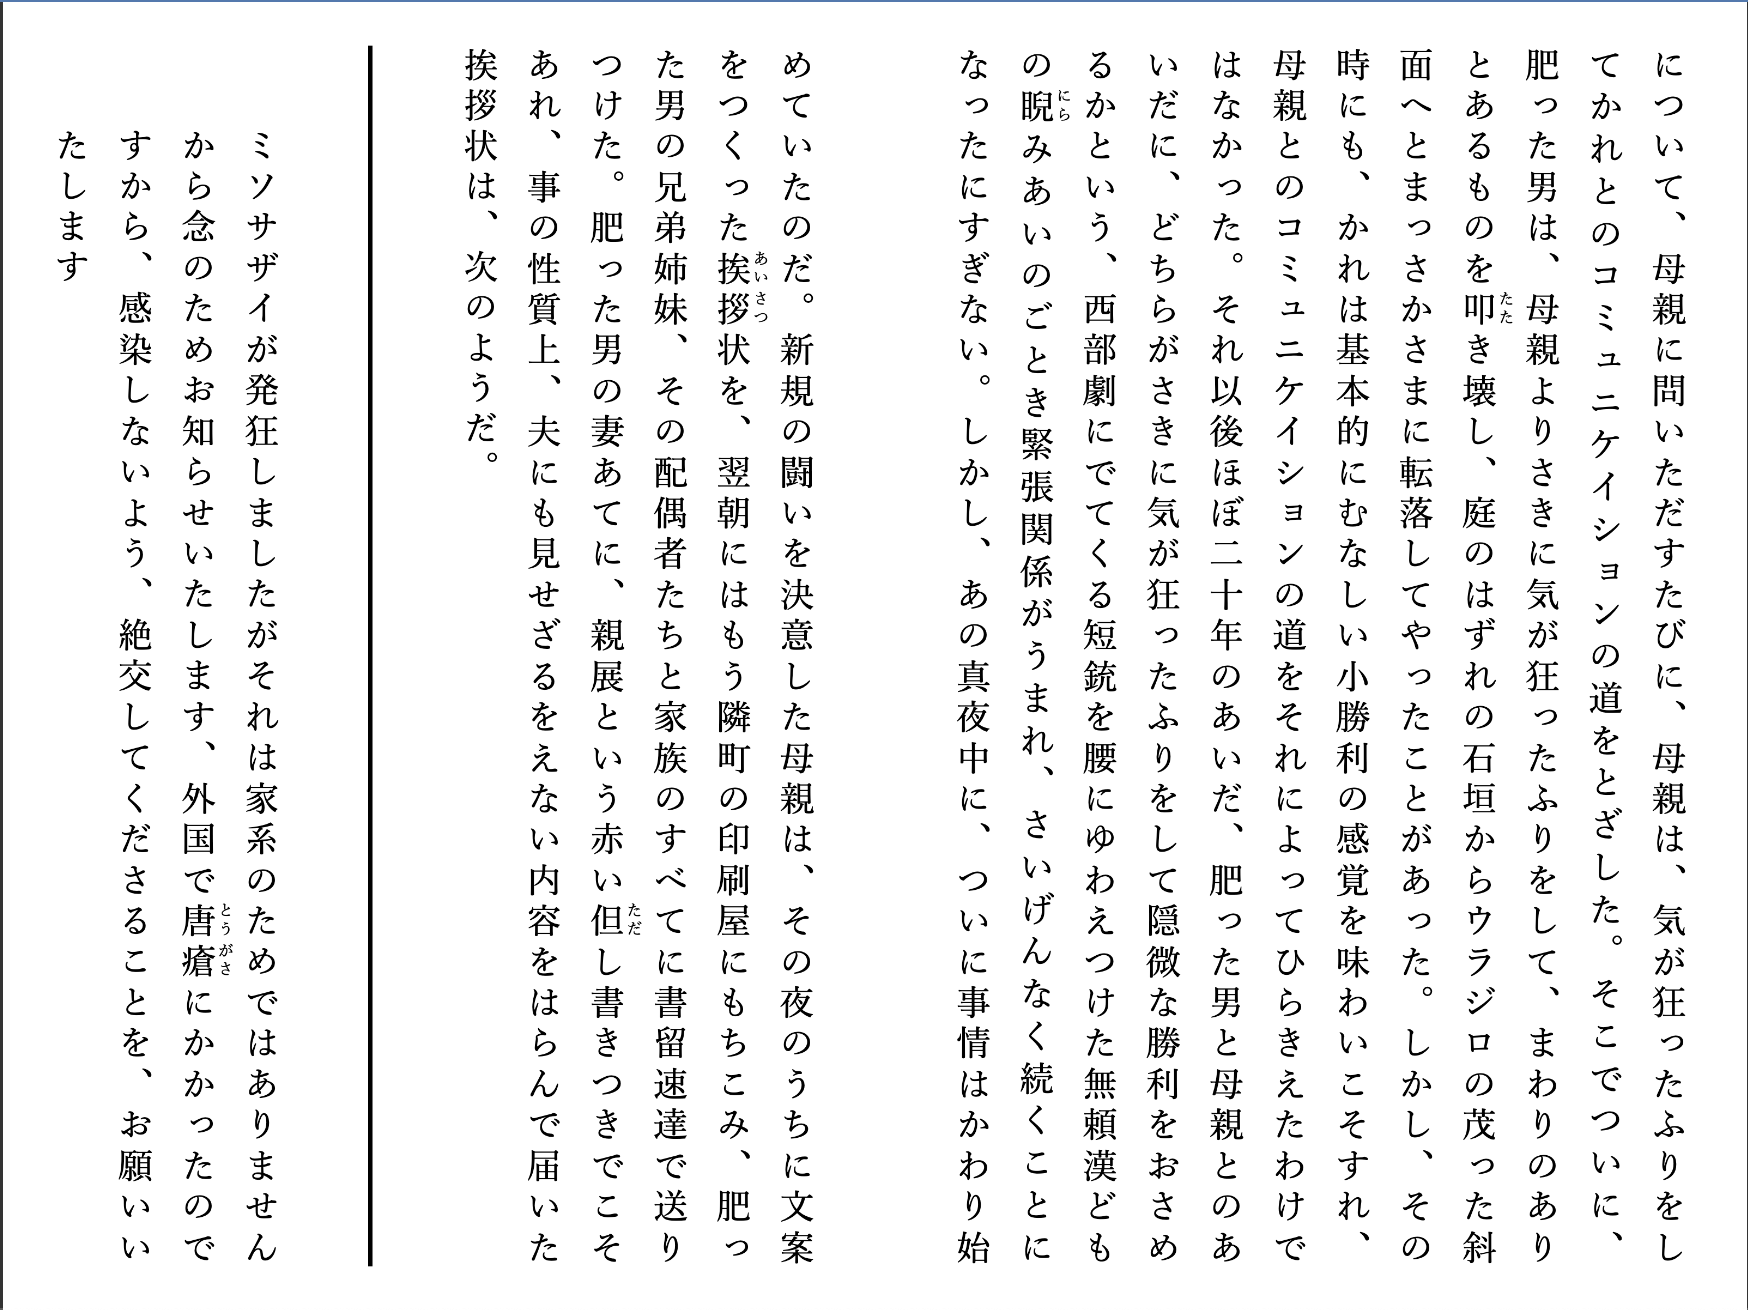 について、母親に問いただすたびに、母親は、気が狂ったふりをし
てかれとのコミュニケイションの道をとざした。そこでついに、
肥った男は、母親よりさきに気が狂ったふりをして、まわりのあり
とあるものを叩き壊し、庭のはずれの石垣からウラジロの茂った斜
面へとまっさかさまに転落してやったことがあった。しかし、その
時にも、かれは基本的にむなしい小勝利の感覚を味わいこそすれ、
母親とのコミュニケイションの道をそれによってひらきえたわけで
はなかった。それ以後ほぼ二十年のあいだ、肥った男と母親とのあ
いだに、どちらがさきに気が狂ったふりをして隠微な勝利をおさめ
るかという、西部劇にでてくる短銃を腰にゆわえつけた無頼漢ども
の睨みあいのごとき緊張関係がうまれ、さいげんなく続くことに
なったにすぎない。しかし、あの真夜中に、ついに事情はかわり始
めていたのだ。新規の闘いを決意した母親は、その夜のうちに文案
をつくった挨拶状を、翌朝にはもう隣町の印刷屋にもちこみ、肥っ
た男の兄弟姉妹、その配偶者たちと家族のすべてに書留速達で送り
つけた。肥った男の妻あてに、親展という赤い但し書きつきでこそ
あれ、事の性質上、夫にも見せざるをえない内容をはらんで届いた
挨拶状は、次のようだ。
ミソサザイが発狂しましたがそれは家系のためではありません
から念のためお知らせいたします、外国で唐瘡にかかったので
すから、感染しないよう、絶交してくださることを、お願いい
たします